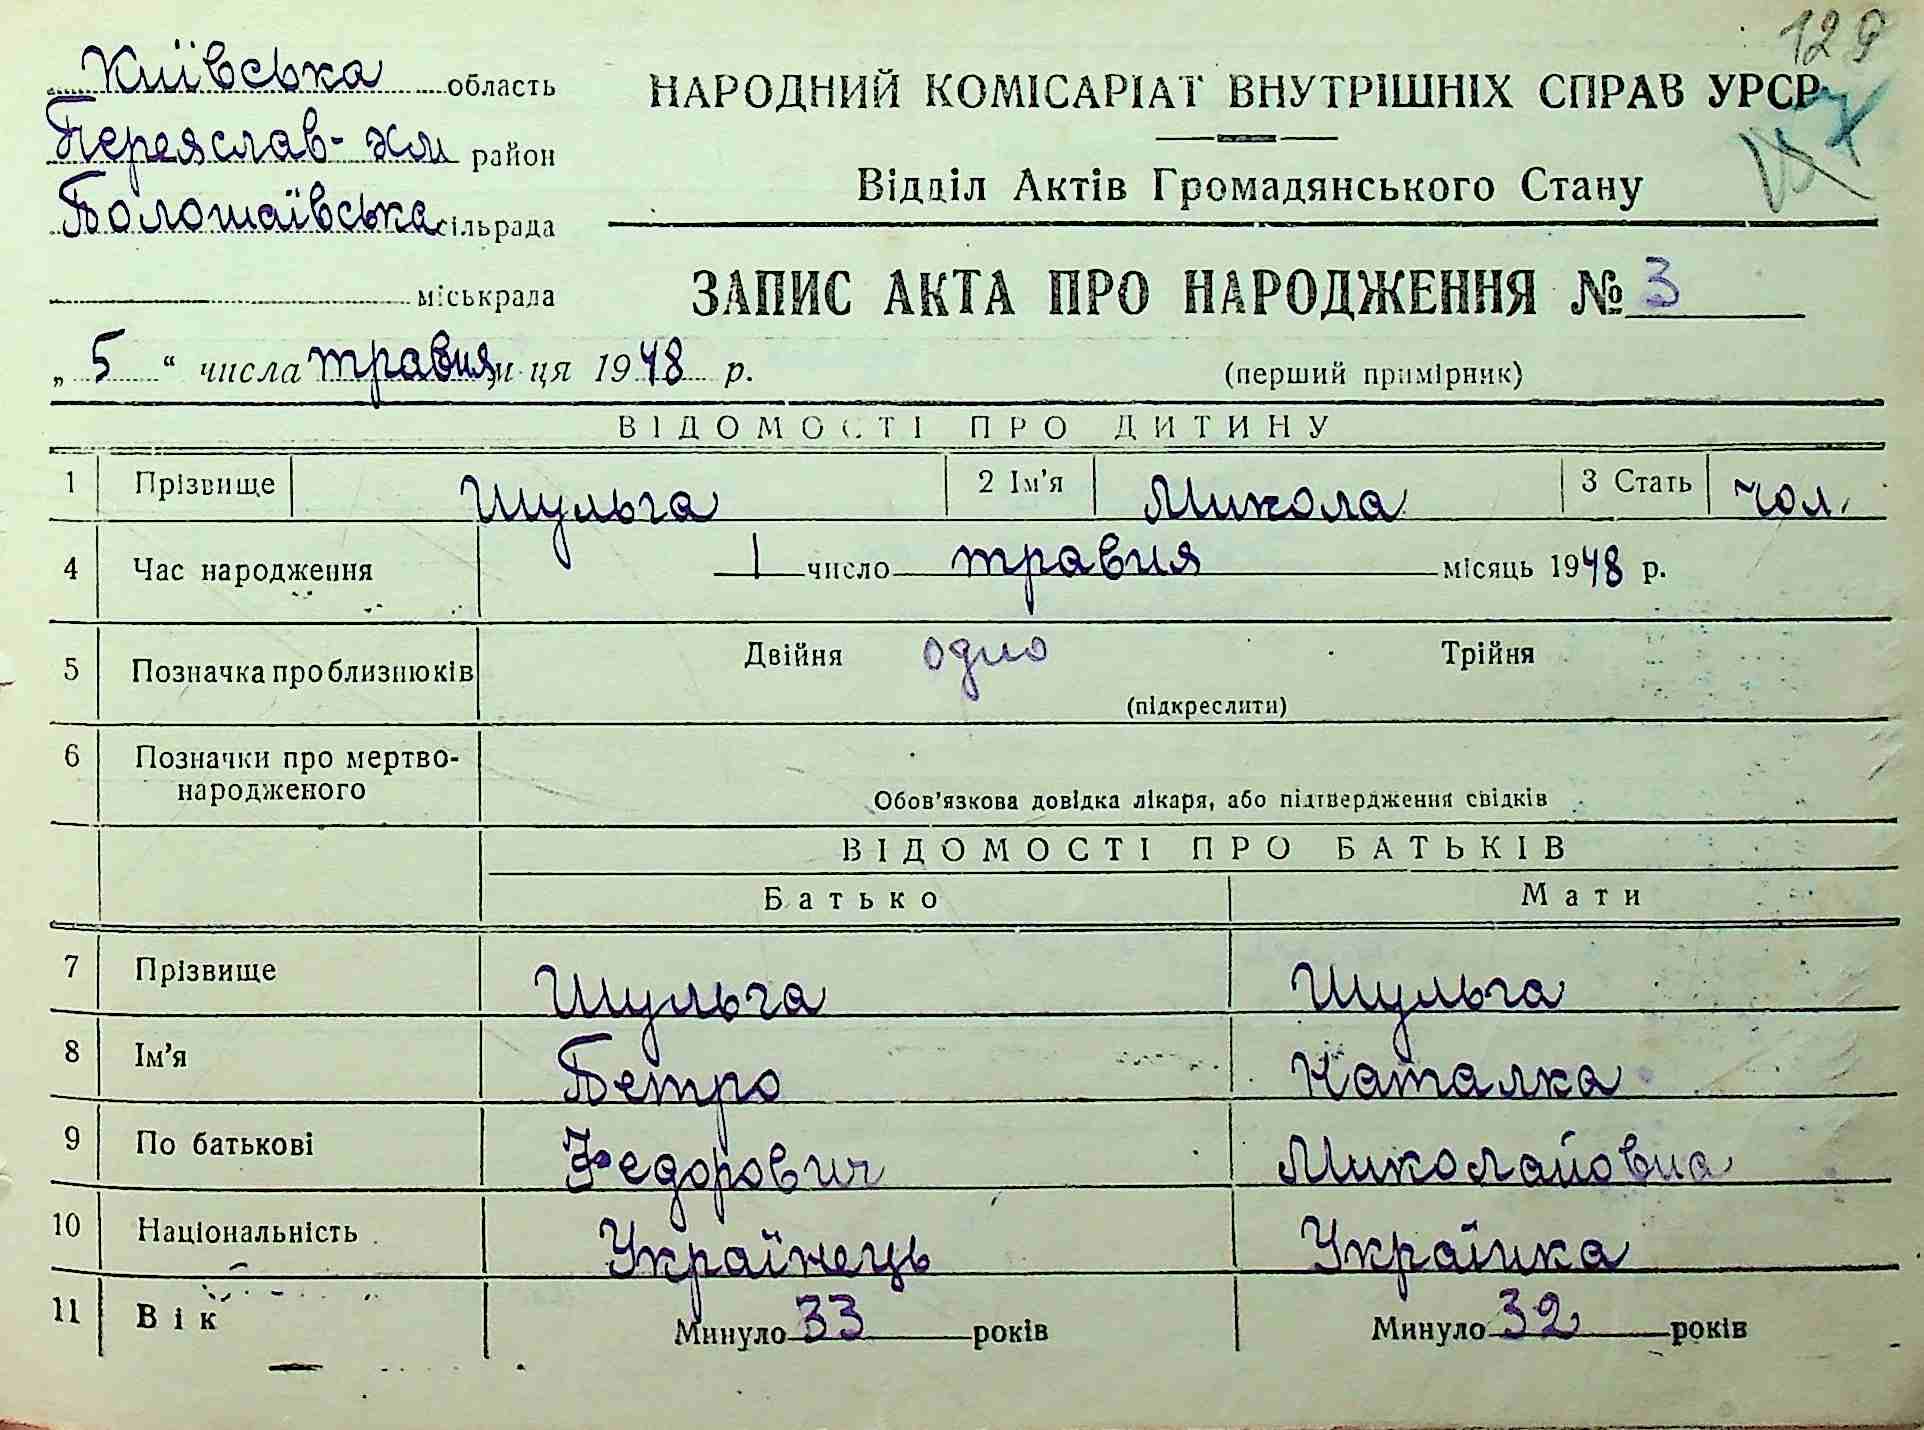 129
Київська область
НАРОДНИЙ КОМІСАРІАТ ВНУТРІШНІХ СПРАВ УРСР
Переяслав-Хм район
Відділ Актів Громадянського Стану
сільрада
міськрада
ЗАПИС АКТА ПРО НАРОДЖЕННЯ № 3
„ 5 “ числа травня м-ця 1948 р.
(перший примірник)
ВІДОМОСТІ ПРО ДИТИНУ
1 Прізвище Шульга 2 Ім'я Микола 3 Стать чол.
4 Час народження 1 число травня місяць 1948 р.
5 Позначка про близнюків Двійня одно Трійня
(підкреслити)
6 Позначки про мертво-
народженого
Обов'язкова довідка лікаря, або підтвердження свідків
ВІДОМОСТІ ПРО БАТЬКІВ
Батько Мати
7 Прізвище Шульга Шульга
8 Ім'я Петро Наталка
9 По батькові Федорович Миколайовна
10 Національність Українець Українка
11 Вік Минуло 33 років Минуло 32 років